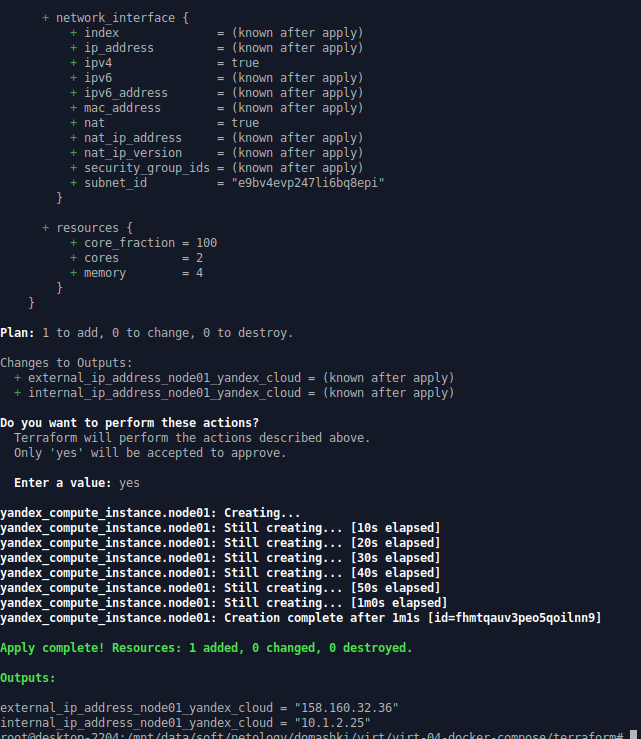 + network_interface {
+ index = (known after apply)
+ ip_address = (known after apply)
+ ipv4 = true
+ ipv6 = (known after apply)
+ ipv6_address = (known after apply)
+ mac_address = (known after apply)
+ nat = true
+ nat_ip_address = (known after apply)
+ nat_ip_version = (known after apply)
+ security_group_ids = (known after apply)
+ subnet_id = "e9bv4evp247li6bq8epi"
}
+ resources {
+ core_fraction = 100
+ cores = 2
+ memory = 4
}
}
Plan: 1 to add, 0 to change, 0 to destroy.
Changes to Outputs:
+ external_ip_address_node01_yandex_cloud = (known after apply)
+ internal_ip_address_node01_yandex_cloud = (known after apply)
Do you want to perform these actions?
Terraform will perform the actions described above.
Only 'yes' will be accepted to approve.
Enter a value: yes
yandex_compute_instance.node01: Creating...
yandex_compute_instance.node01: Still creating... [10s elapsed]
yandex_compute_instance.node01: Still creating... [20s elapsed]
yandex_compute_instance.node01: Still creating... [30s elapsed]
yandex_compute_instance.node01: Still creating... [40s elapsed]
yandex_compute_instance.node01: Still creating... [50s elapsed]
yandex_compute_instance.node01: Still creating... [1m0s elapsed]
yandex_compute_instance.node01: Creation complete after 1m1s [id=fhmtqauv3peo5qoilnn9]
Apply complete! Resources: 1 added, 0 changed, 0 destroyed.
Outputs:
external_ip_address_node01_yandex_cloud = "158.160.32.36"
internal_ip_address_node01_yandex_cloud = "10.1.2.25"
root@desktop-2204:/mnt/data/soft/netology/domashki/virt/virt-04-docker-compose/terraform#